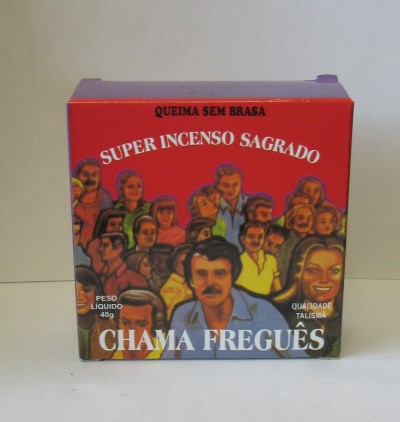 QUEIMA SEM BRASA
SUPER INCENSO SAGRADO
PESO
LÍQUIDO
40g
QUALIDADE
TALISMÃ
CHAMA FREGUÊS